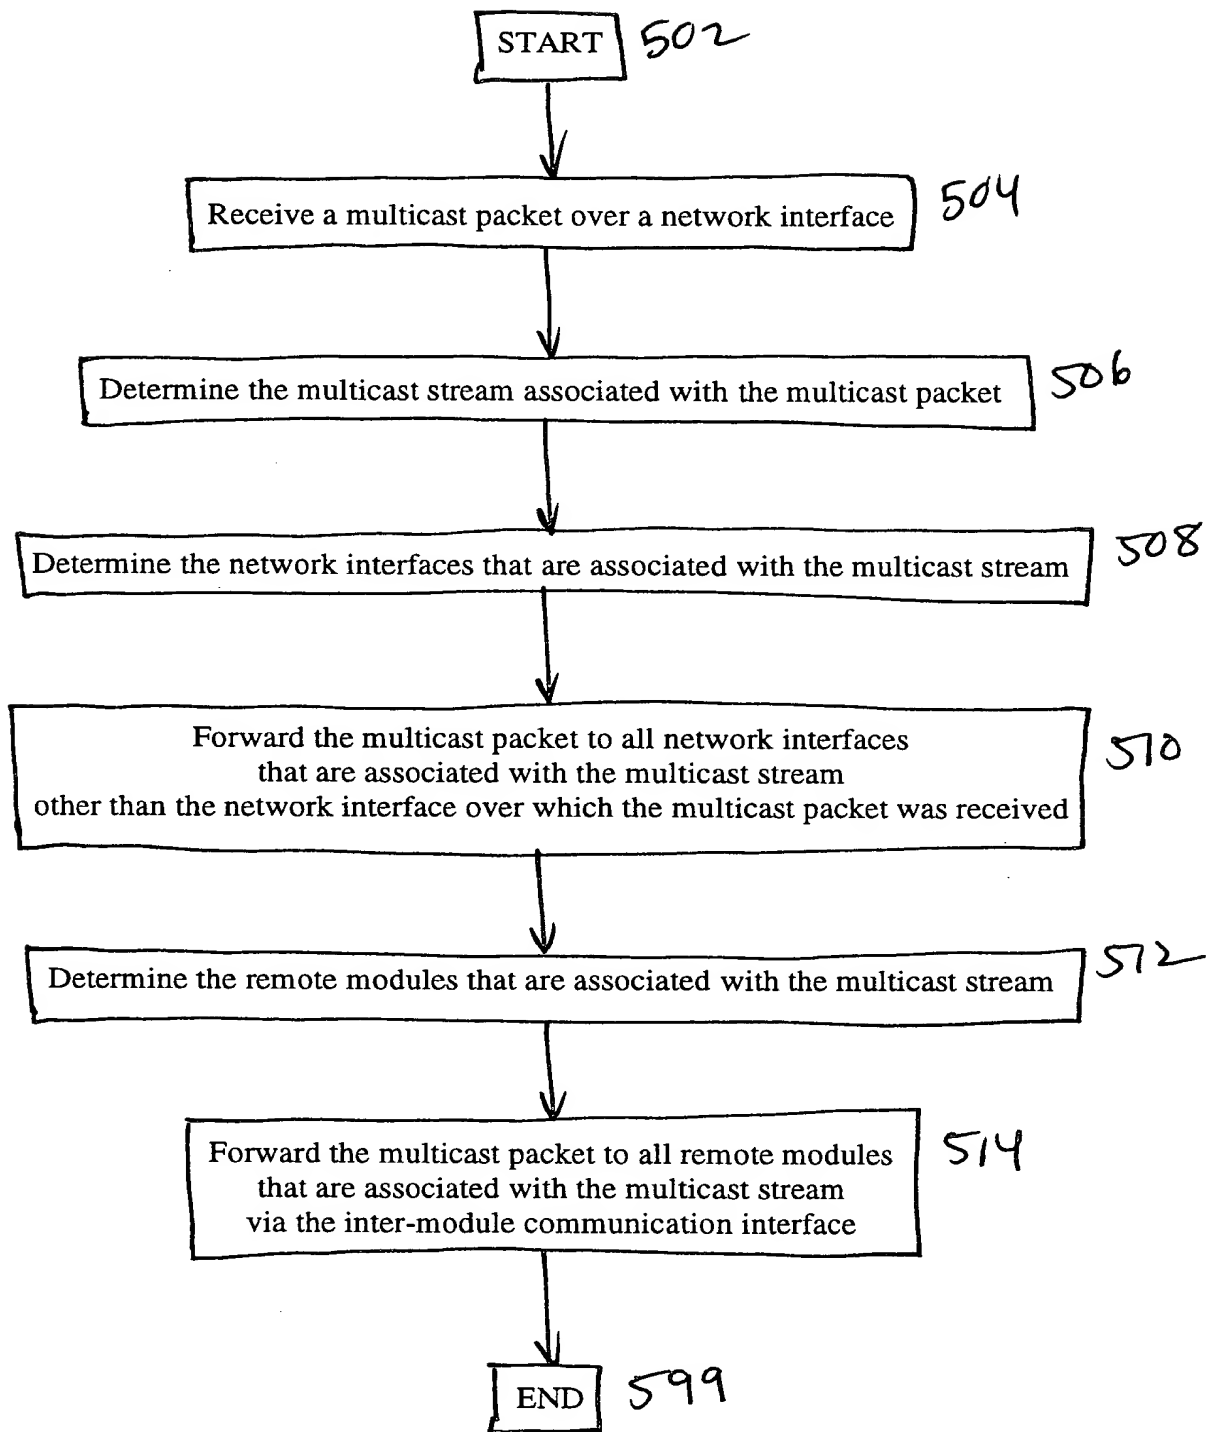 START 502
Receive a multicast packet over a network interface 504
Determine the multicast stream associated with the multicast packet 506
Determine the network interfaces that are associated with the multicast stream 508
Forward the multicast packet to all network interfaces
that are associated with the multicast stream 510
other than the network interface over which the multicast packet was received
Determine the remote modules that are associated with the multicast stream 512
Forward the multicast packet to all remote modules 514
that are associated with the multicast stream
via the inter-module communication interface
END 599